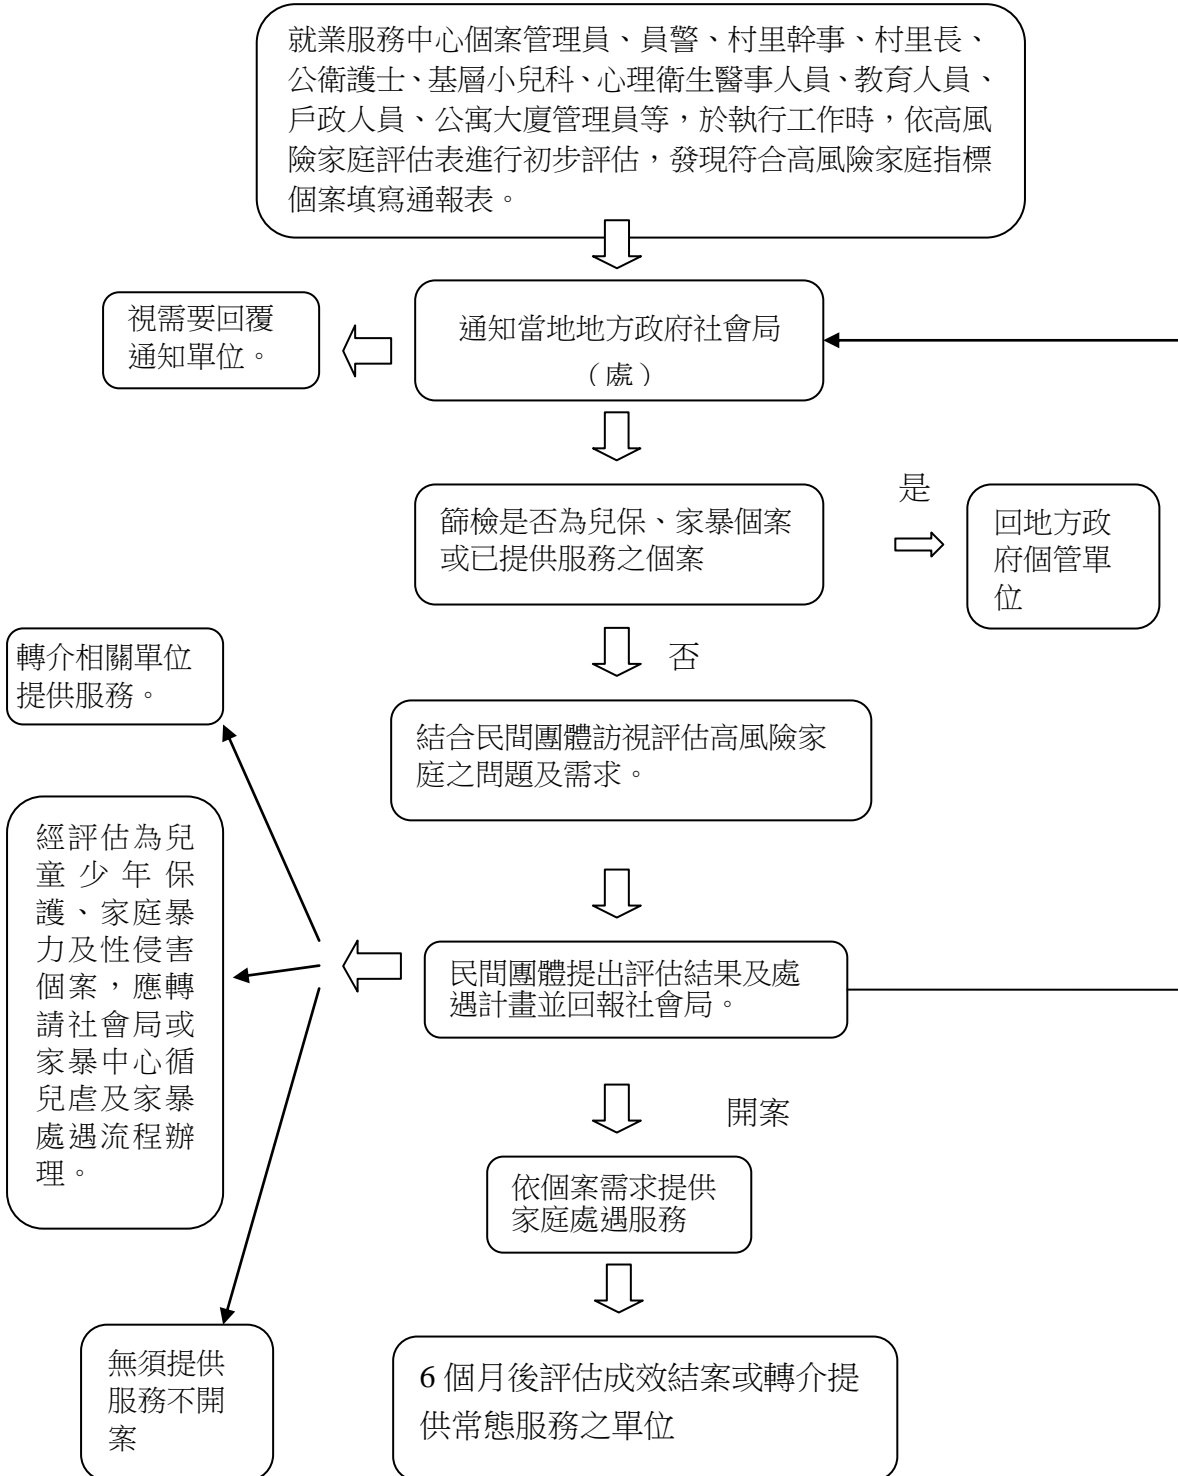 就業服務中心個案管理員、員警、村里幹事、村里長、
公衛護士、基層小兒科、心理衛生醫事人員、教育人員、
戶政人員、公寓大廈管理員等，於執行工作時，依高風
險家庭評估表進行初步評估，發現符合高風險家庭指標
個案填寫通報表。
視需要回覆
通知單位。
通知當地地方政府社會局
（處）
篩檢是否為兒保、家暴個案
或已提供服務之個案
是
回地方政
府個管單
位
否
轉介相關單位
提供服務。
結合民間團體訪視評估高風險家
庭之問題及需求。
經評估為兒
童少年保
護、家庭暴
力及性侵害
個案，應轉
請社會局或
家暴中心循
兒虐及家暴
處遇流程辦
理。
民間團體提出評估結果及處
遇計畫並回報社會局。
開案
依個案需求提供
家庭處遇服務
無須提供
服務不開
案
6 個月後評估成效結案或轉介提
供常態服務之單位